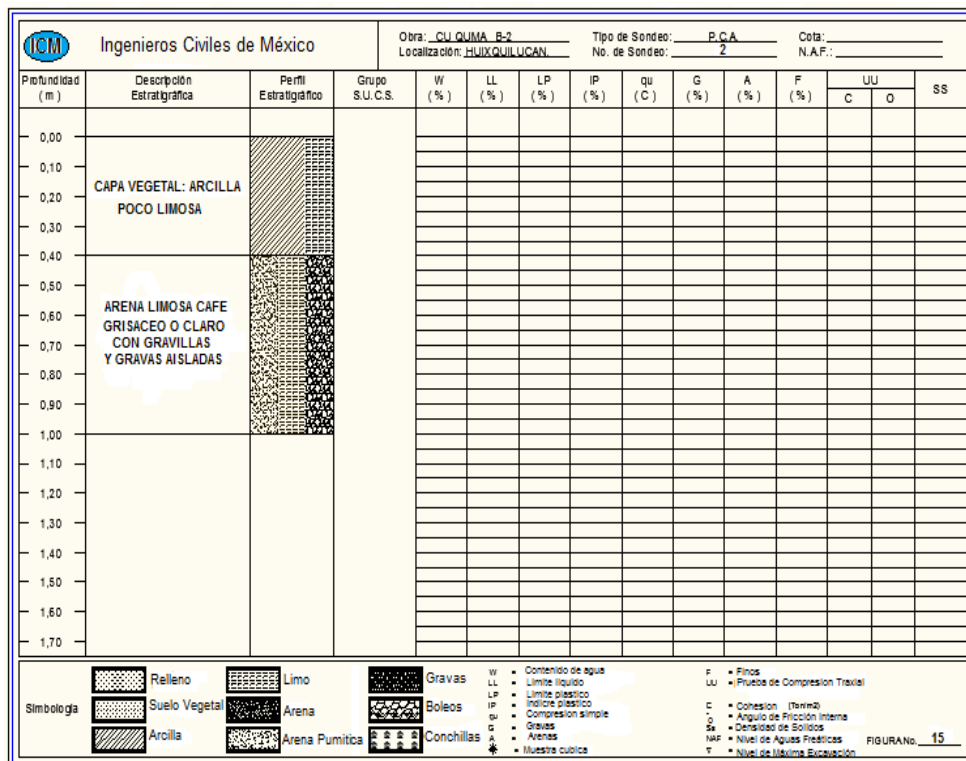 ICM
Ingenieros Civiles de México
Obra: CU QUMA B-2 Tipo de Sondeo: P.C.A. Cota:
Localización: HUIXQUILUCAN. No. de Sondeo: 2 N.A.F.:
Profundidad Descripción Perfil Grupo W LL LP IP qu G A F UU SS
( m ) Estratigráfica Estratigráfico S.U.C.S. ( % ) ( % ) ( % ) ( % ) ( C ) ( % ) ( % ) ( % ) C O
0,00
0,10
CAPA VEGETAL: ARCILLA
0,20
POCO LIMOSA
0,30
0,40
0,50
ARENA LIMOSA CAFE
0,60
GRISACEO O CLARO
CON GRAVILLAS
0,70
Y GRAVAS AISLADAS
0,80
0,90
1,00
1,10
1,20
1,30
1,40
1,50
1,60
1,70
Simbología
Relleno
Suelo Vegetal
Arcilla
Limo
Arena
Arena Pumitica
Gravas
Boleos
Conchillas
W = Contenido de agua
LL = Limite liquido
LP = Limite plastico
IP = Indicre plastico
qu = Compresion simple
G = Gravas
A = Arenas
= Muestra cubica
F = Finos
UU = Prueba de Compresion Traxial
C = Cohesion (Ton/m2)
O = Angulo de Fricción Interna
Ss = Densidad de Solidos
NAF = Nivel de Aguas Freáticas
= Nivel de Máxima Excavación
FIGURA No. 15